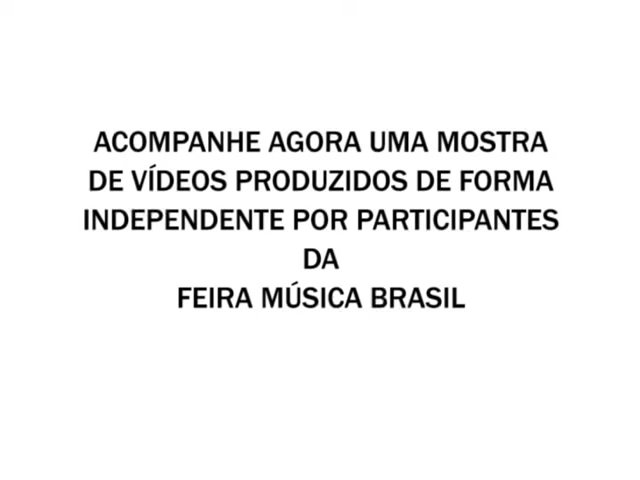 ACOMPANHE AGORA UMA MOSTRA
DE VÍDEOS PRODUZIDOS DE FORMA
INDEPENDENTE POR PARTICIPANTES
DA
FEIRA MÚSICA BRASIL